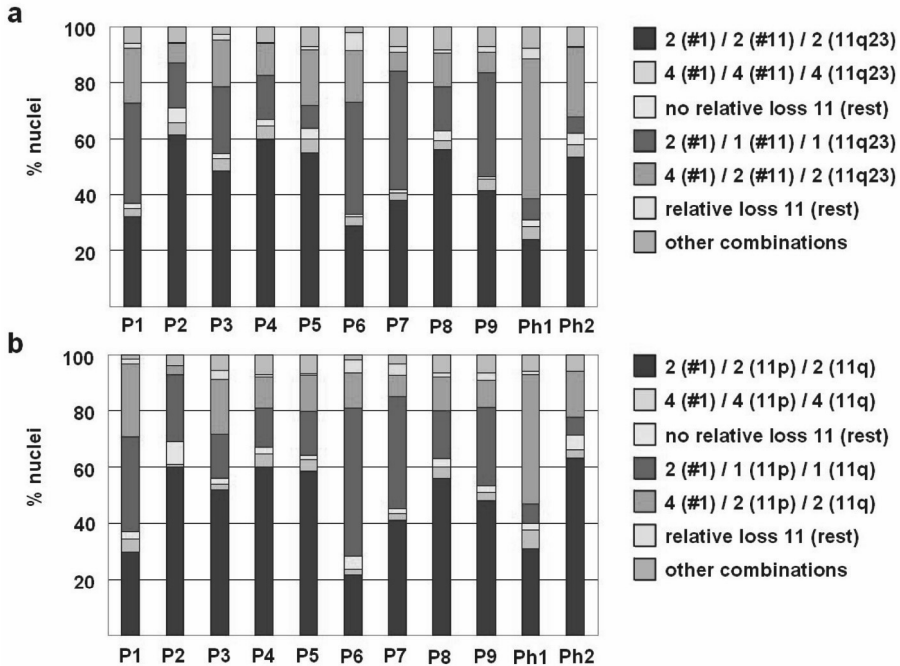 a
100
80
60
40
20
% nuclei
P1 P2 P3 P4 P5 P6 P7 P8 P9 Ph1 Ph2
2 (#1) / 2 (#11) / 2 (11q23)
4 (#1) / 4 (#11) / 4 (11q23)
no relative loss 11 (rest)
2 (#1) / 1 (#11) / 1 (11q23)
4 (#1) / 2 (#11) / 2 (11q23)
relative loss 11 (rest)
other combinations
b
100
80
60
40
20
% nuclei
P1 P2 P3 P4 P5 P6 P7 P8 P9 Ph1 Ph2
2 (#1) / 2 (11p) / 2 (11q)
4 (#1) / 4 (11p) / 4 (11q)
no relative loss 11 (rest)
2 (#1) / 1 (11p) / 1 (11q)
4 (#1) / 2 (11p) / 2 (11q)
relative loss 11 (rest)
other combinations